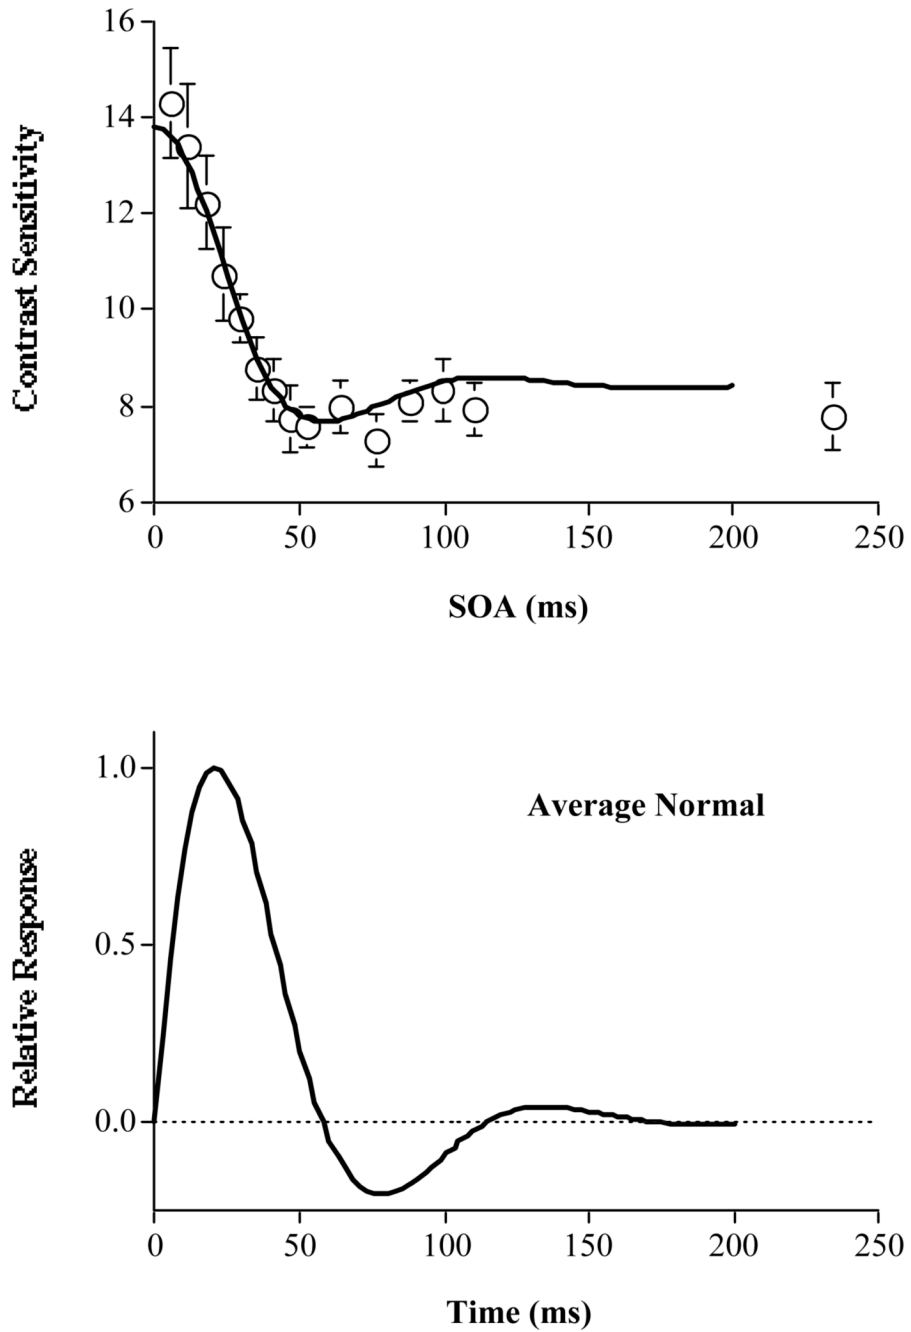 16
14
12
10
8
6
Contrast Sensitivity
0 50 100 150 200 250
SOA (ms)
1.0
0.5
0.0
Relative Response
Average Normal
0 50 100 150 200 250
Time (ms)